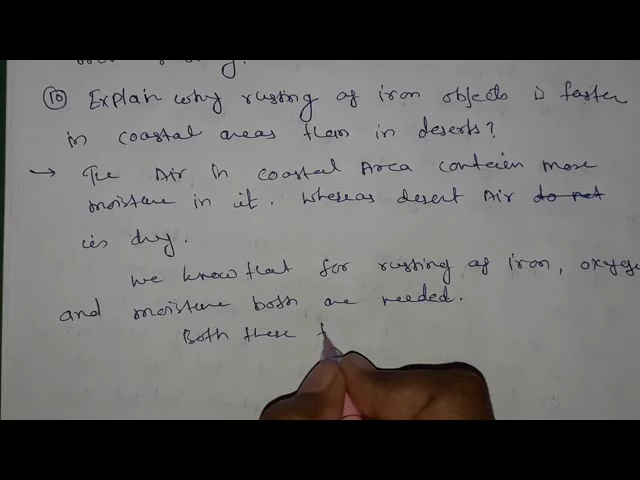 ⑩ Explain why rusting of iron objects is faster
in coastal areas than in deserts?
→ The Air in coastal Area contain more
moisture in it. whereas desert Air do not
is dry.
We know that for rusting of iron, oxyge
and moisture both are needed.
Both these f